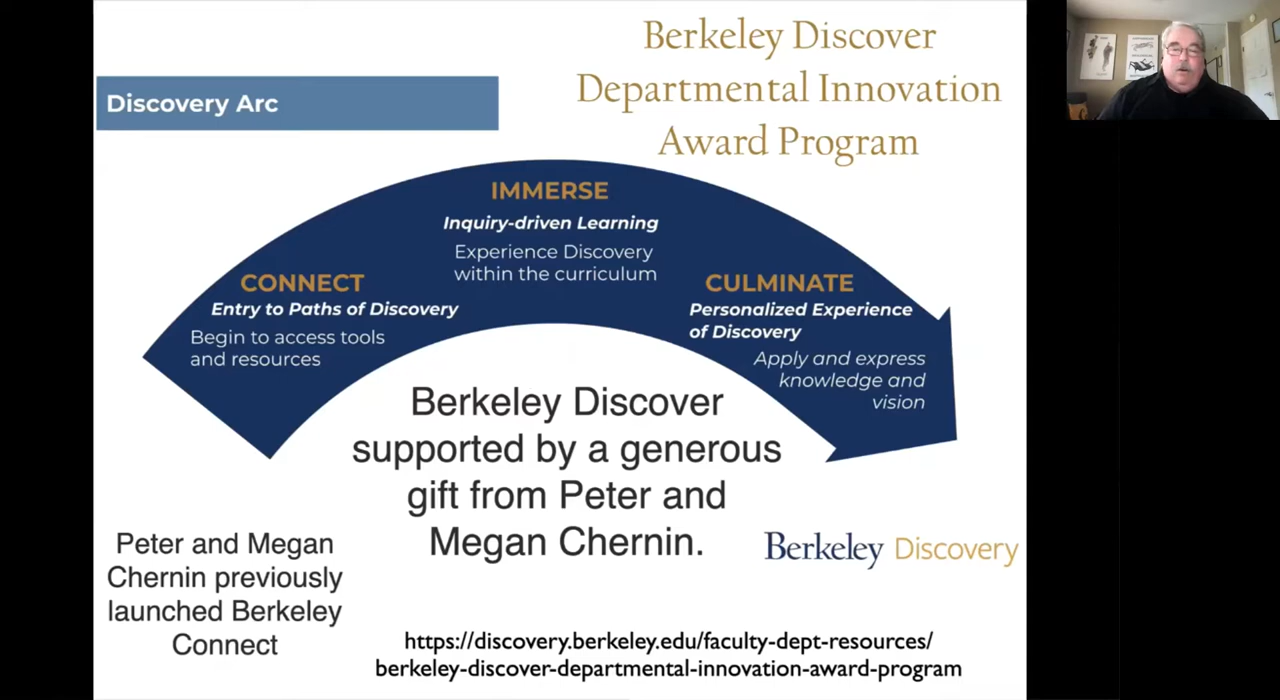 Berkeley Discover
Departmental Innovation
Award Program
Discovery Arc
IMMERSE
Inquiry-driven Learning
Experience Discovery
within the curriculum
CONNECT
Entry to Paths of Discovery
Begin to access tools
and resources
CULMINATE
Personalized Experience
of Discovery
Apply and express
knowledge and
vision
Berkeley Discover
supported by a generous
gift from Peter and
Megan Chernin.
Peter and Megan
Chernin previously
launched Berkeley
Connect
Berkeley Discovery
https://discovery.berkeley.edu/faculty-dept-resources/
berkeley-discover-departmental-innovation-award-program